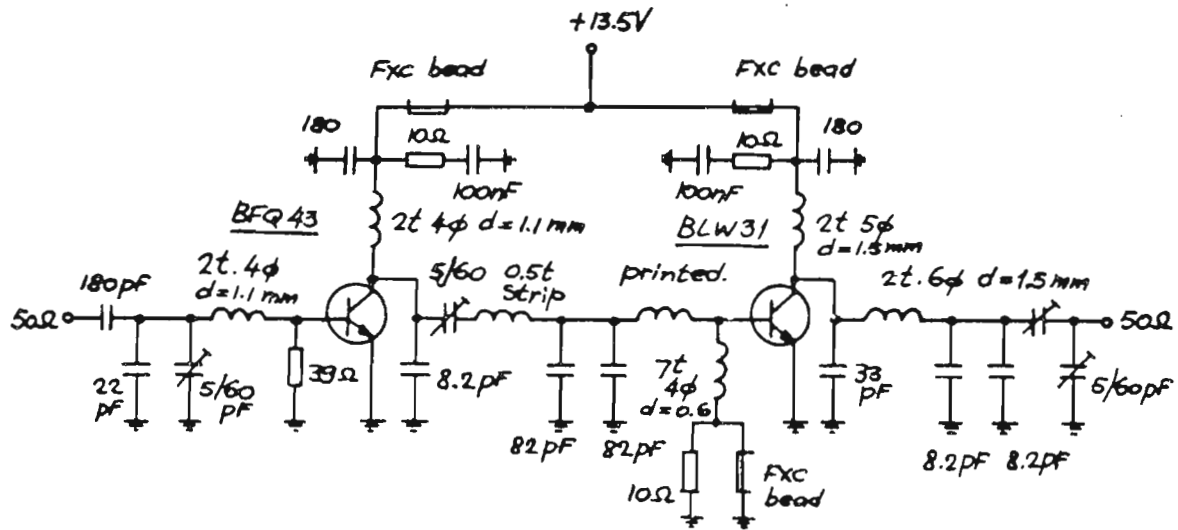 +13.5V
FXC bead
FXC bead
180
10Ω
100nF
10Ω
180
100nF
BFQ43
2t 4ϕ d=1.1mm
BLW31
2t 5ϕ
d=1.5mm
180pF
2t. 4ϕ
d=1.1mm
5/60
0.5t
Strip
printed.
2t. 6ϕ d=1.5mm
50Ω
50Ω
22
pF
5/60
pF
39Ω
8.2pF
82pF
82pF
7t
4ϕ
d=0.6
33
pF
5/60pF
8.2pF
8.2pF
10Ω
FXC
bead